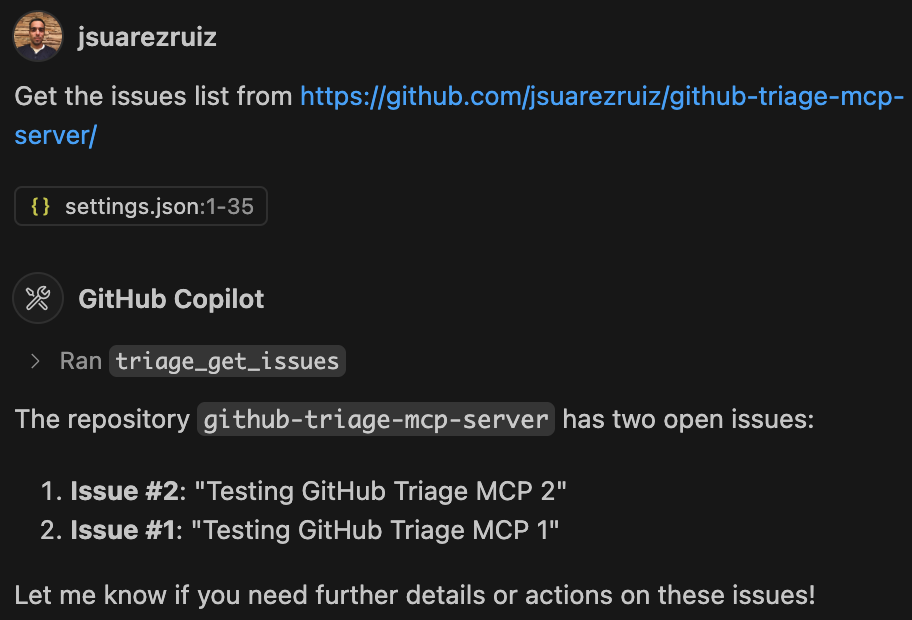 jsuarezruiz
Get the issues list from https://github.com/jsuarezruiz/github-triage-mcp-
server/
{} settings.json:1-35
GitHub Copilot
Ran triage_get_issues
The repository github-triage-mcp-server has two open issues:
1. Issue #2: "Testing GitHub Triage MCP 2"
2. Issue #1: "Testing GitHub Triage MCP 1"
Let me know if you need further details or actions on these issues!